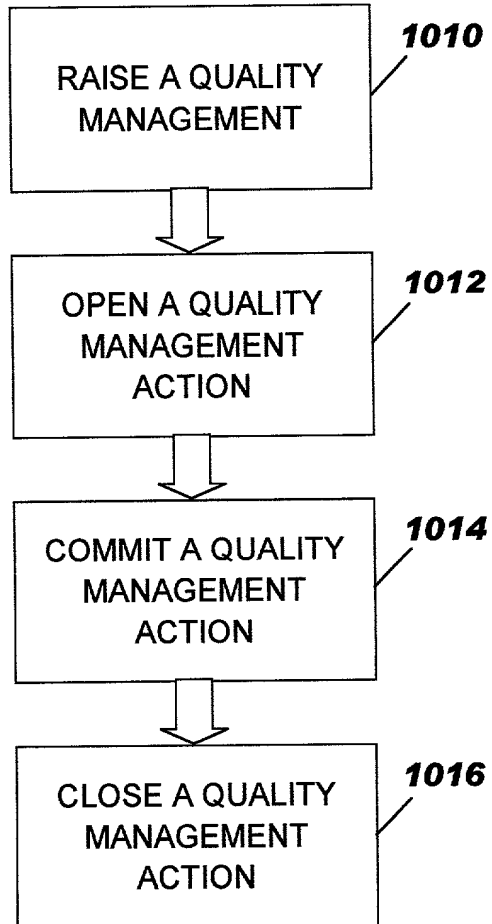 1010
RAISE A QUALITY
MANAGEMENT
1012
OPEN A QUALITY
MANAGEMENT
ACTION
1014
COMMIT A QUALITY
MANAGEMENT
ACTION
1016
CLOSE A QUALITY
MANAGEMENT
ACTION